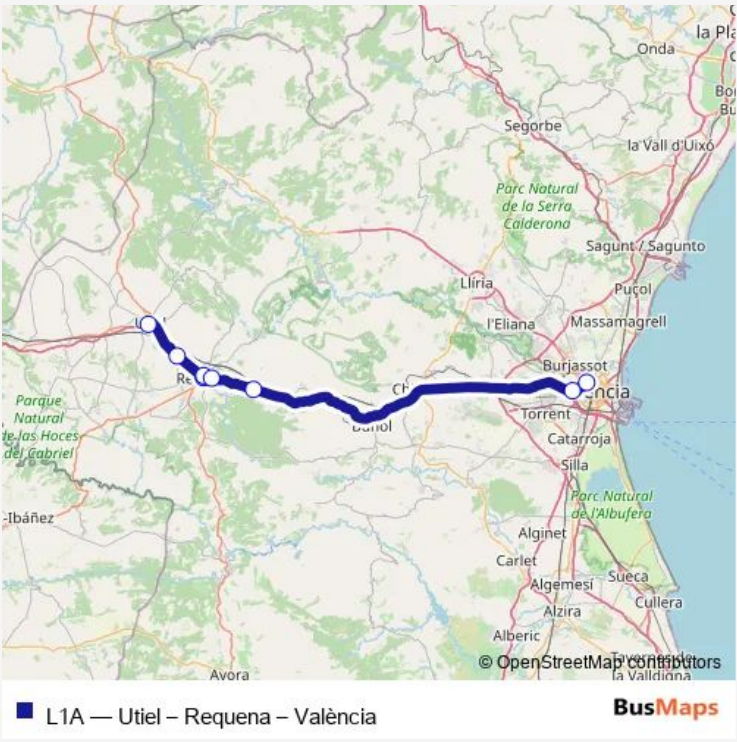 la Pla
Onda
Segorbe
la Vall d'Uixó
Parc Natural
de la Serra
Calderona
Sagunt / Sagunto
Llíria
Puçol
l'Eliana
Massamagrell
Burjassot
Parque
Natural
de las Hoces
del Cabriel
Torrent
Catarroja
Silla
Parc Natural
de l'Albufera
-Ibáñez
Alginet
Carlet
Algemesí
Sueca
Cullera
Alzira
Alberic
© OpenStreetMap contributors
la Valldigna
L1A — Utiel – Requena – València
BusMaps